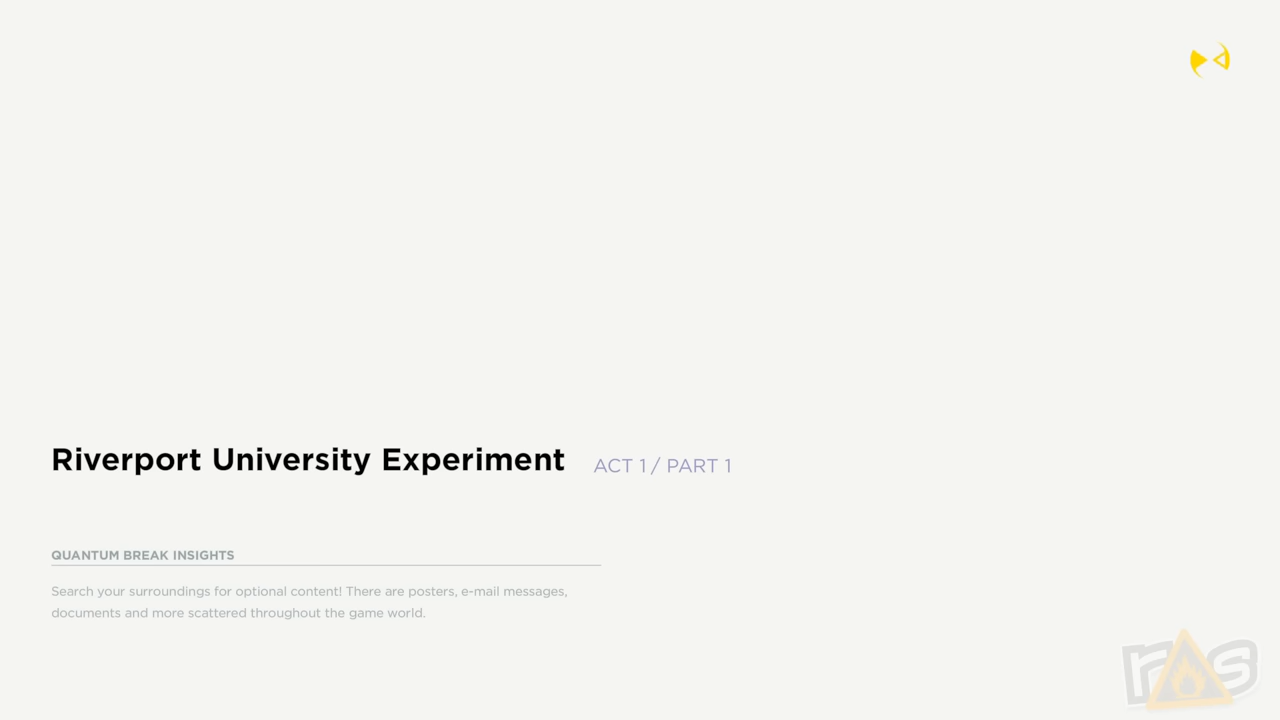 Riverport University Experiment ACT 1 / PART 1
QUANTUM BREAK INSIGHTS
Search your surroundings for optional content! There are posters, e-mail messages,
documents and more scattered throughout the game world.
ras